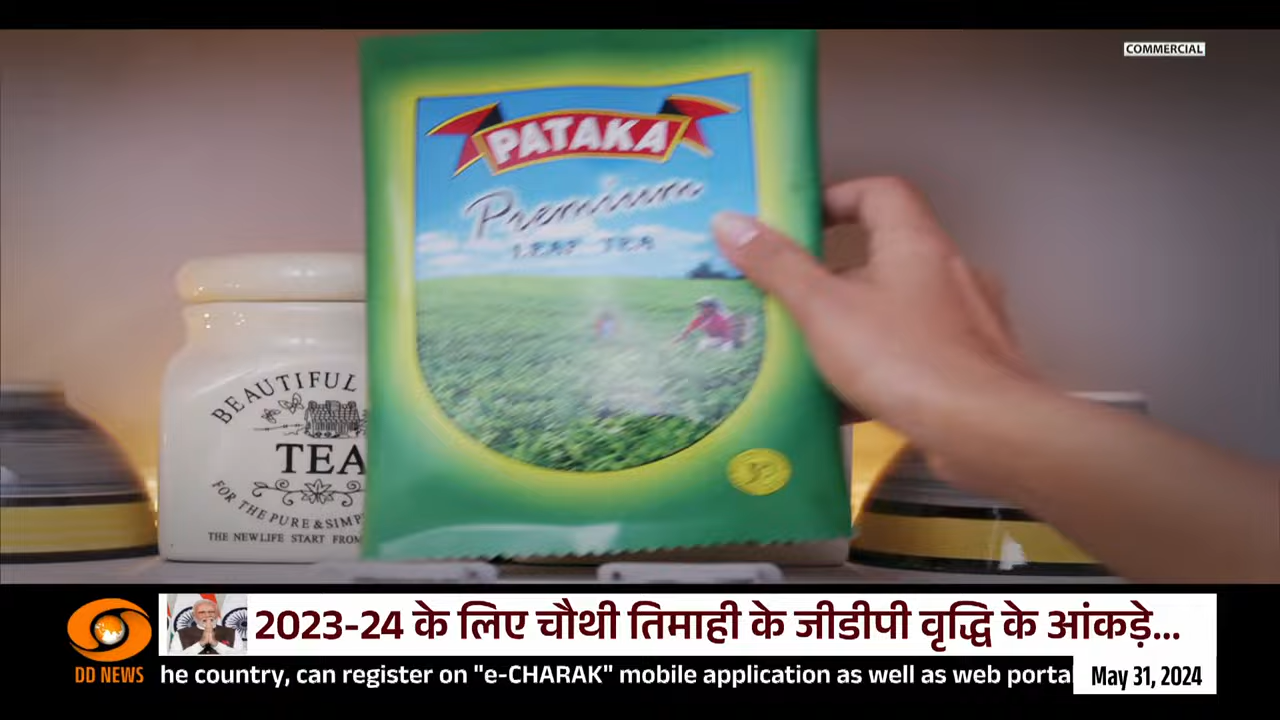 COMMERCIAL
PATAKA
Premium
LEAF TEA
BEAUTIFUL
TEA
FOR THE PURE & SIMP
THE NEWLIFE START FROM
2023-24 के लिए चौथी तिमाही के जीडीपी वृद्धि के आंकड़े...
DD NEWS
he country, can register on "e-CHARAK" mobile application as well as web porta
May 31, 2024